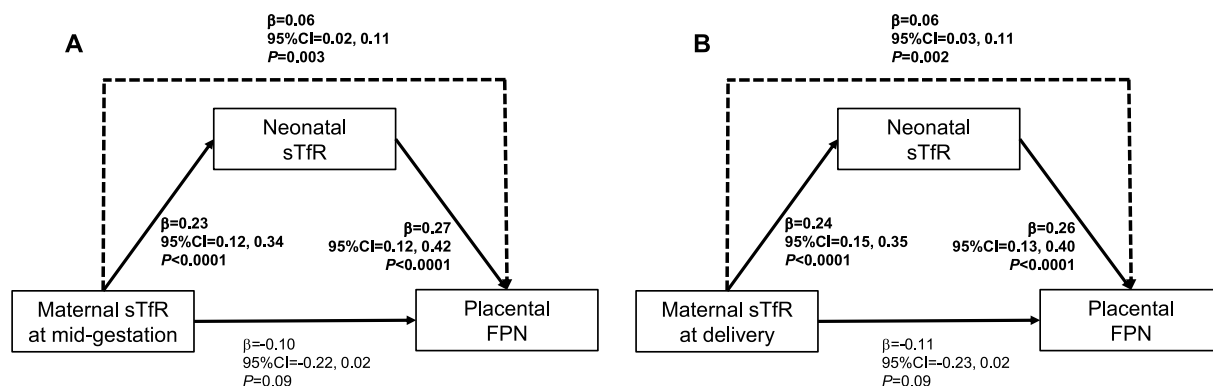 A
β=0.06
95%CI=0.02, 0.11
P=0.003
Neonatal
sTfR
β=0.23
95%CI=0.12, 0.34
P<0.0001
β=0.27
95%CI=0.12, 0.42
P<0.0001
Maternal sTfR
at mid-gestation
Placental
FPN
β=-0.10
95%CI=-0.22, 0.02
P=0.09
B
β=0.06
95%CI=0.03, 0.11
P=0.002
Neonatal
sTfR
β=0.24
95%CI=0.15, 0.35
P<0.0001
β=0.26
95%CI=0.13, 0.40
P<0.0001
Maternal sTfR
at delivery
Placental
FPN
β=-0.11
95%CI=-0.23, 0.02
P=0.09